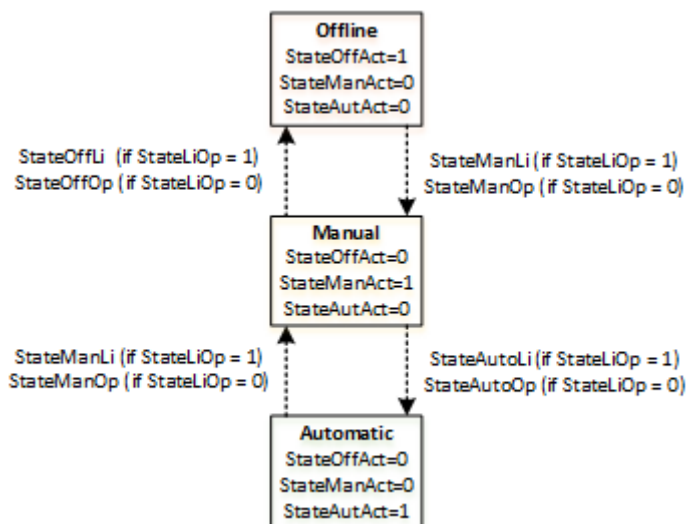 Offline
StateOffAct=1
StateManAct=0
StateAutAct=0
StateOffLi (if StateLiOp = 1)
StateOffOp (if StateLiOp = 0)
StateManLi (if StateLiOp = 1)
StateManOp (if StateLiOp = 0)
Manual
StateOffAct=0
StateManAct=1
StateAutAct=0
StateManLi (if StateLiOp = 1)
StateManOp (if StateLiOp = 0)
StateAutoLi (if StateLiOp = 1)
StateAutoOp (if StateLiOp = 0)
Automatic
StateOffAct=0
StateManAct=0
StateAutAct=1